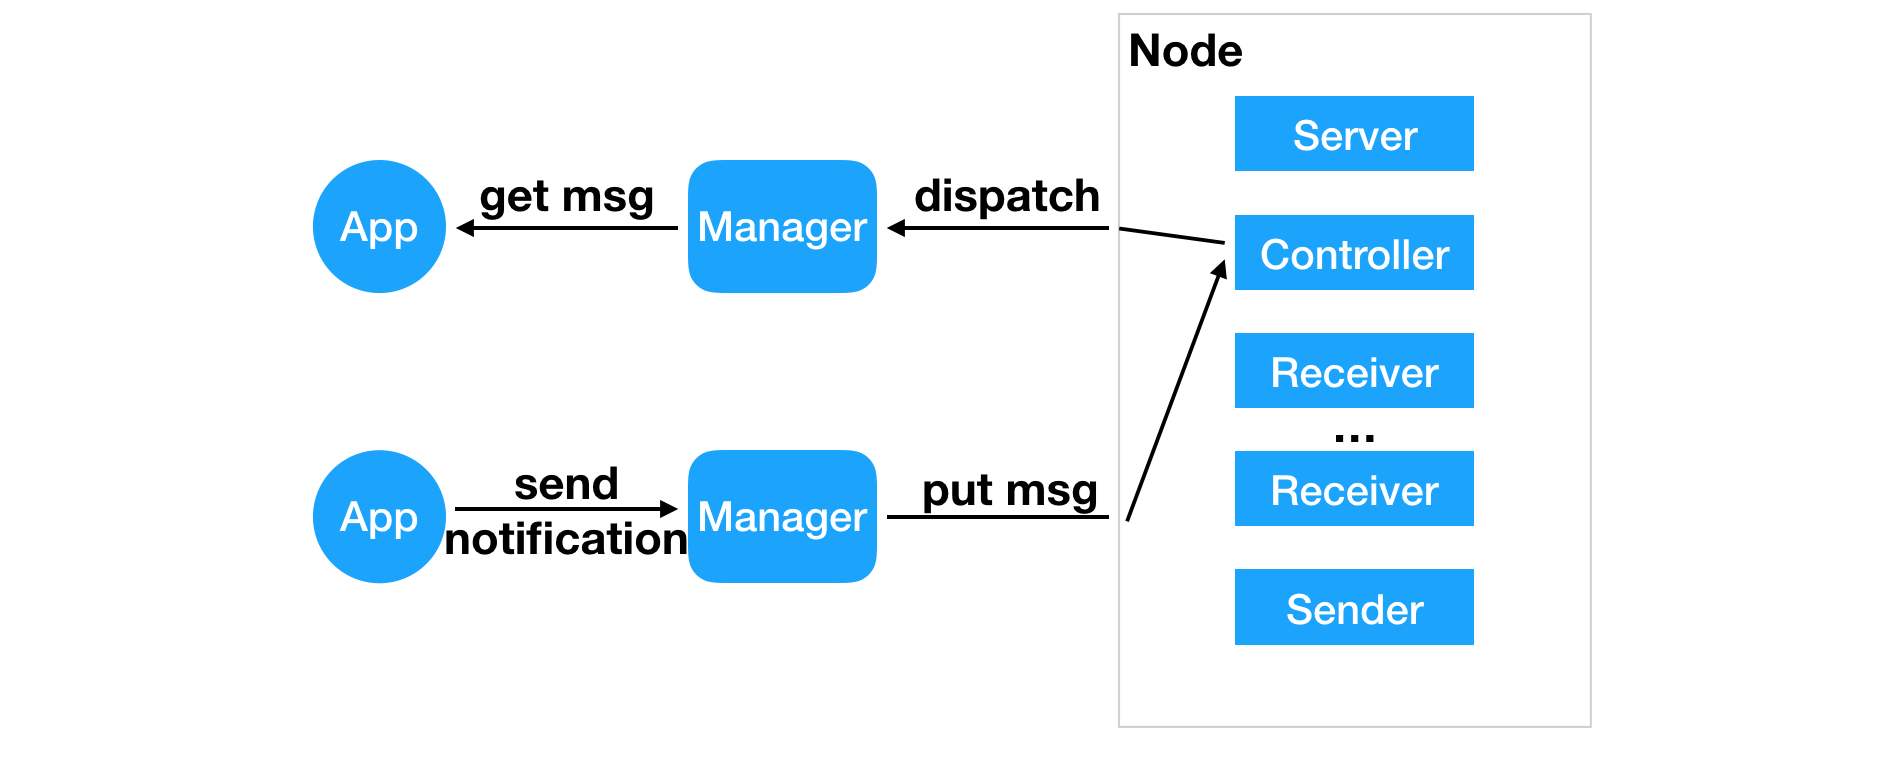 Node
Server
App
get msg
Manager
dispatch
Controller
Receiver
...
App
send
notification
Manager
put msg
Receiver
Sender